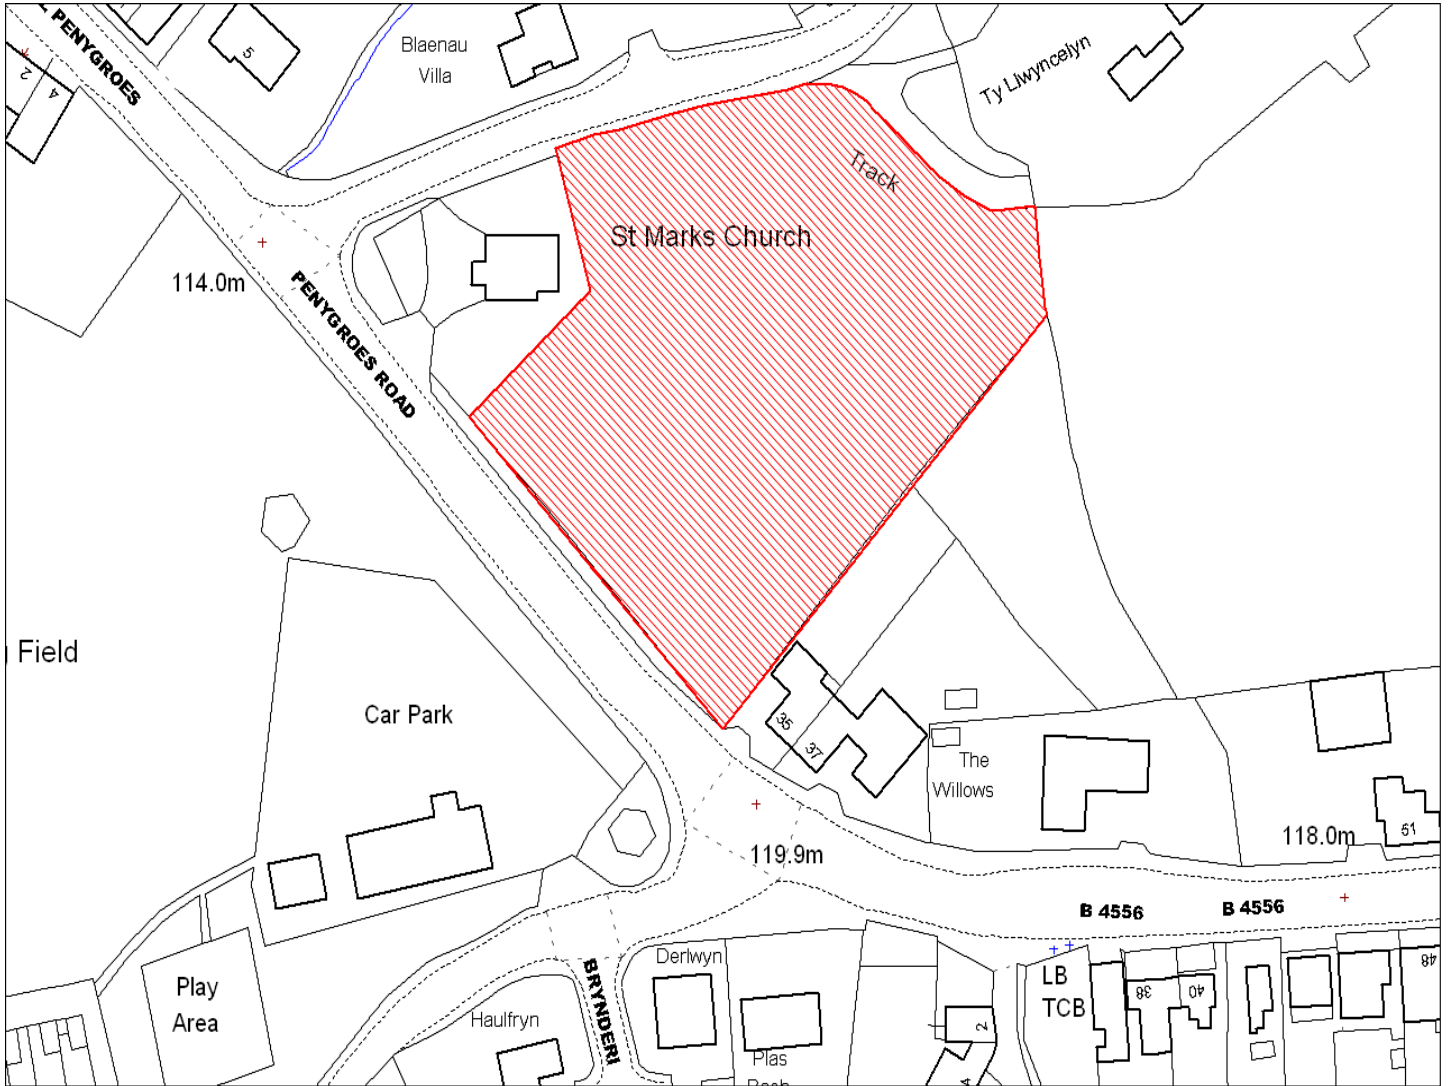 PENYGROES
5
2
4
Blaenau
Villa
Ty Llwyncelyn
Track
St Marks Church
114.0m
PENYGROES ROAD
Field
Car Park
35
37
The
Willows
119.9m
118.0m
51
B 4556
B 4556
Play
Area
BRYNDERI
Derlwyn
Haulfryn
Plas
2
4
LB
TCB
38
40
48